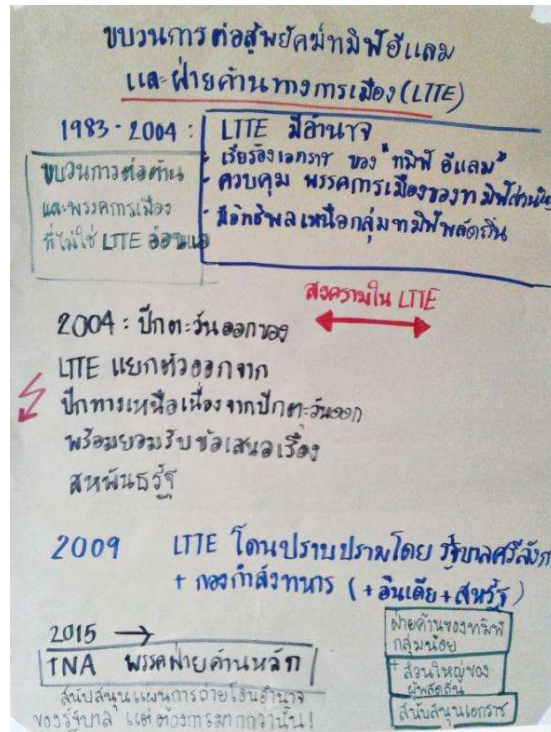 ขบวนการต่อสู้พยัคฆ์ทมิฬอีแลม
และฝ่ายค้านทางการเมือง (LTTE)
1983 - 2004 :
LTTE มีอำนาจ
- เรียร้องเอกราช ของ "ทมิฬ อีแลม"
- ควบคุม พรรคการเมืองของทมิฬส่วนให
- มีอิทธิพลเหนือกลุ่มทมิฬพลัดถิ่น
ขบวนการต่อต้าน
และพรรคการเมือง
ที่ไม่ใช่ LTTE อ่อนแอ
สงครามใน LTTE
2004 : ปีกตะวันออกของ
LTTE แยกตัวออกจาก
ปีกทางเหนือเนื่องจากปีกตะวันออก
พร้อมยอมรับข้อเสนอเรื่อง
สหพันธรัฐ
2009 LTTE โดนปราบปรามโดย รัฐบาลศรีลังก
+ กองกำลังทหาร (+ อินเดีย + สหรัฐ)
2015 →
TNA พรรคฝ่ายค้านหลัก
สนับสนุนแผนการถ่ายโอนอำนาจ
ของรัฐบาล แต่ต้องการมากกว่านั้น!
ฝ่ายค้านของทมิฬ
กลุ่มน้อย
+ ส่วนใหญ่ของ
ผู้พลัดถิ่น
สนับสนุนเอกราช